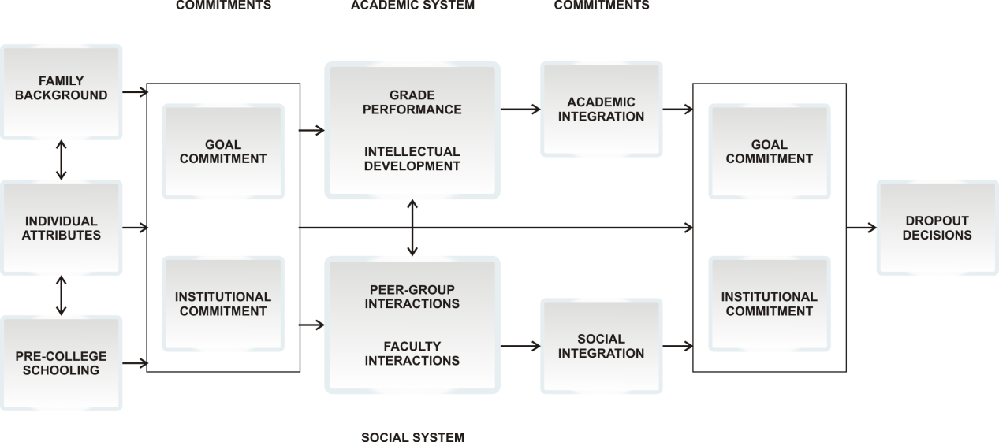 COMMITMENTS
ACADEMIC SYSTEM
COMMITMENTS
FAMILY
BACKGROUND
INDIVIDUAL
ATTRIBUTES
PRE-COLLEGE
SCHOOLING
GOAL
COMMITMENT
INSTITUTIONAL
COMMITMENT
GRADE
PERFORMANCE
INTELLECTUAL
DEVELOPMENT
PEER-GROUP
INTERACTIONS
FACULTY
INTERACTIONS
ACADEMIC
INTEGRATION
SOCIAL
INTEGRATION
GOAL
COMMITMENT
INSTITUTIONAL
COMMITMENT
DROPOUT
DECISIONS
SOCIAL SYSTEM